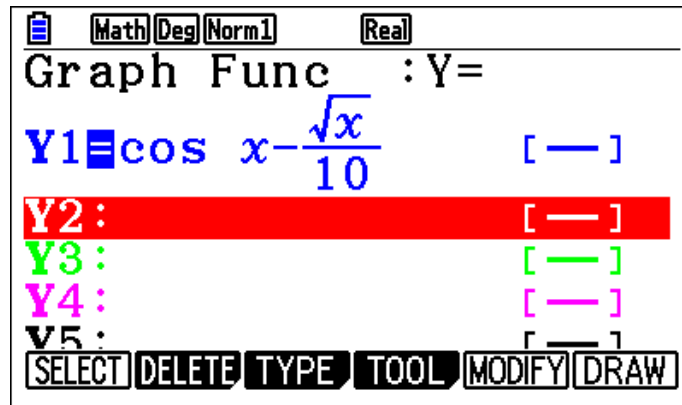 Math Deg Norm1 Real
Graph Func :Y=
Y1=cos x-√x/10 [—]
Y2: [—]
Y3: [—]
Y4: [—]
Y5: [—]
SELECT DELETE TYPE TOOL MODIFY DRAW